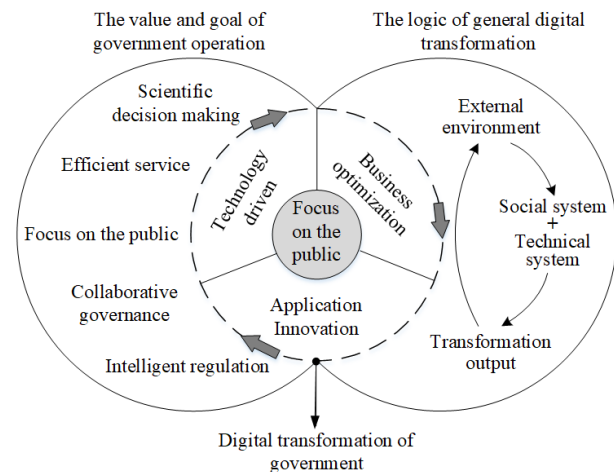 The value and goal of
government operation
The logic of general digital
transformation
Scientific
decision making
Efficient service
Focus on the public
Collaborative
governance
Intelligent regulation
Technology
driven
Business
optimization
Focus
on the
public
Application
Innovation
External
environment
Social system
+
Technical
system
Transformation
output
Digital transformation of
government